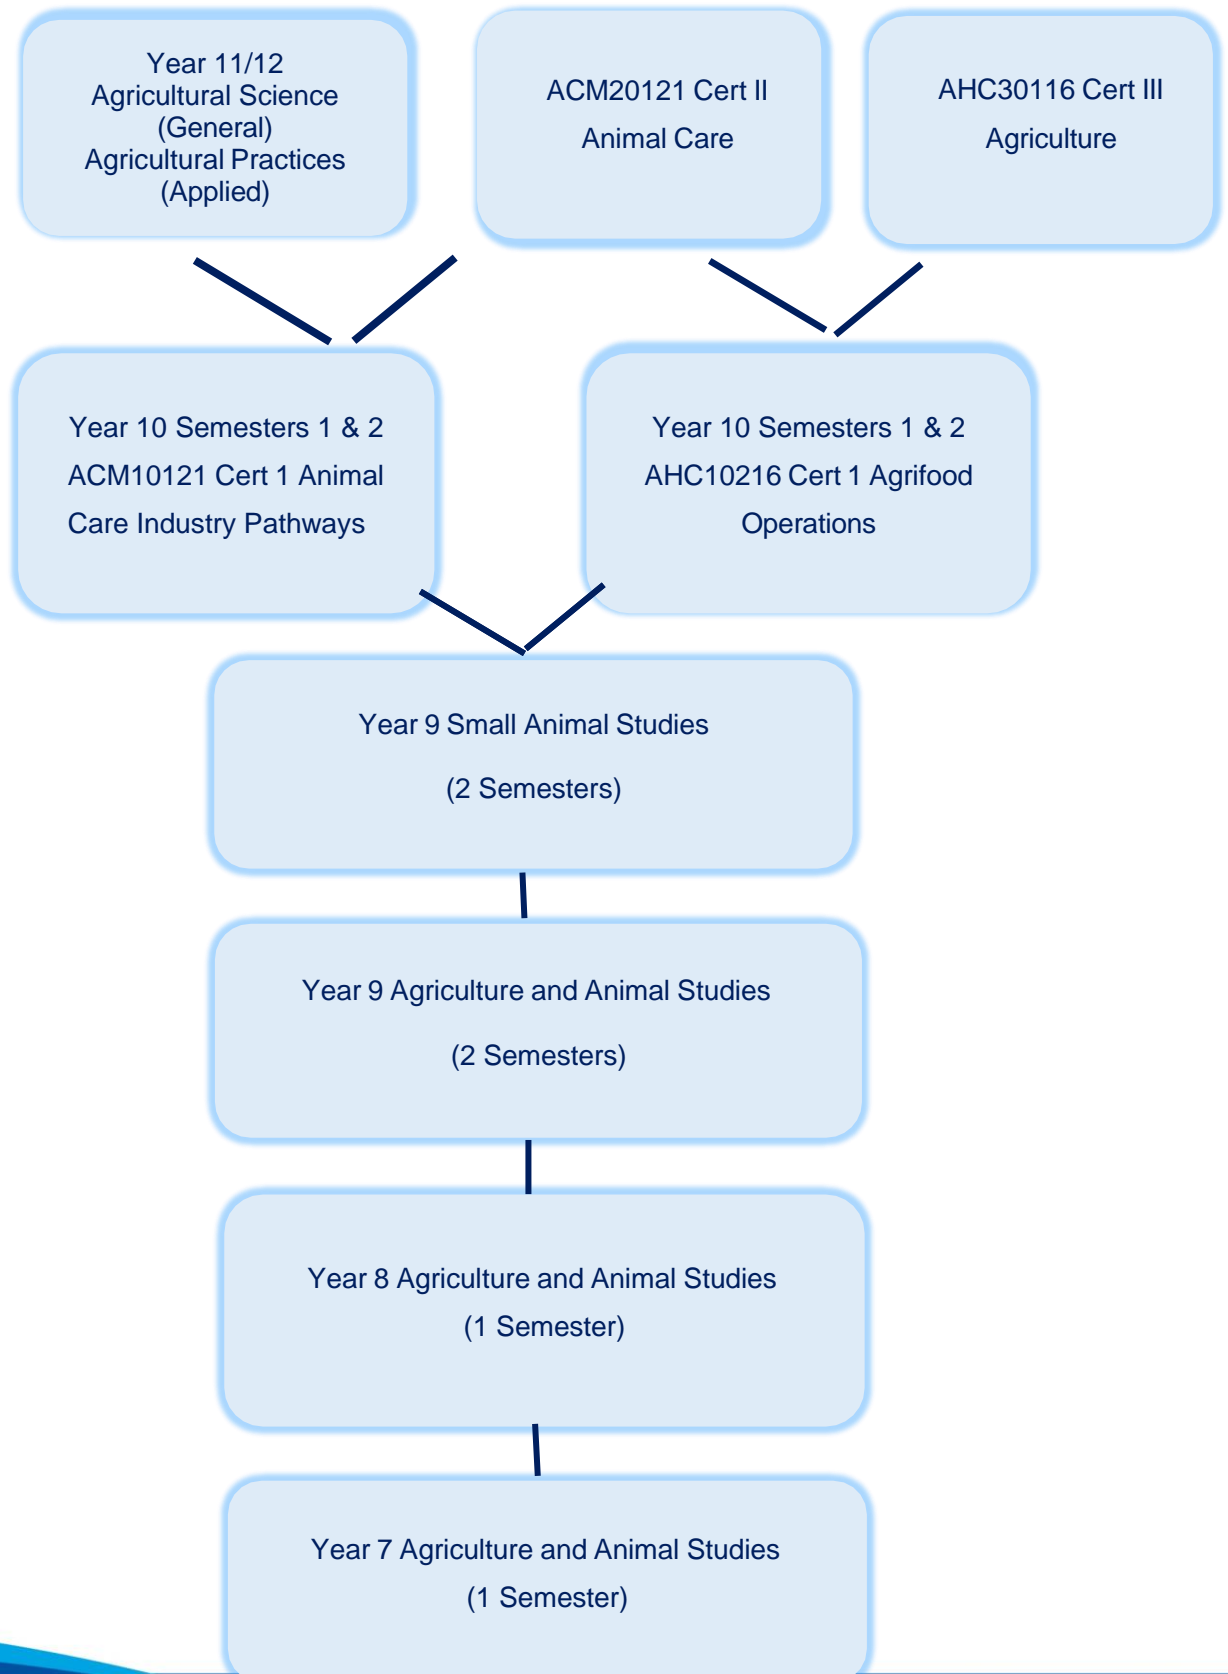 Year 11/12
Agricultural Science
(General)
Agricultural Practices
(Applied)
ACM20121 Cert II
Animal Care
AHC30116 Cert III
Agriculture
Year 10 Semesters 1 & 2
ACM10121 Cert 1 Animal
Care Industry Pathways
Year 10 Semesters 1 & 2
AHC10216 Cert 1 Agrifood
Operations
Year 9 Small Animal Studies
(2 Semesters)
Year 9 Agriculture and Animal Studies
(2 Semesters)
Year 8 Agriculture and Animal Studies
(1 Semester)
Year 7 Agriculture and Animal Studies
(1 Semester)